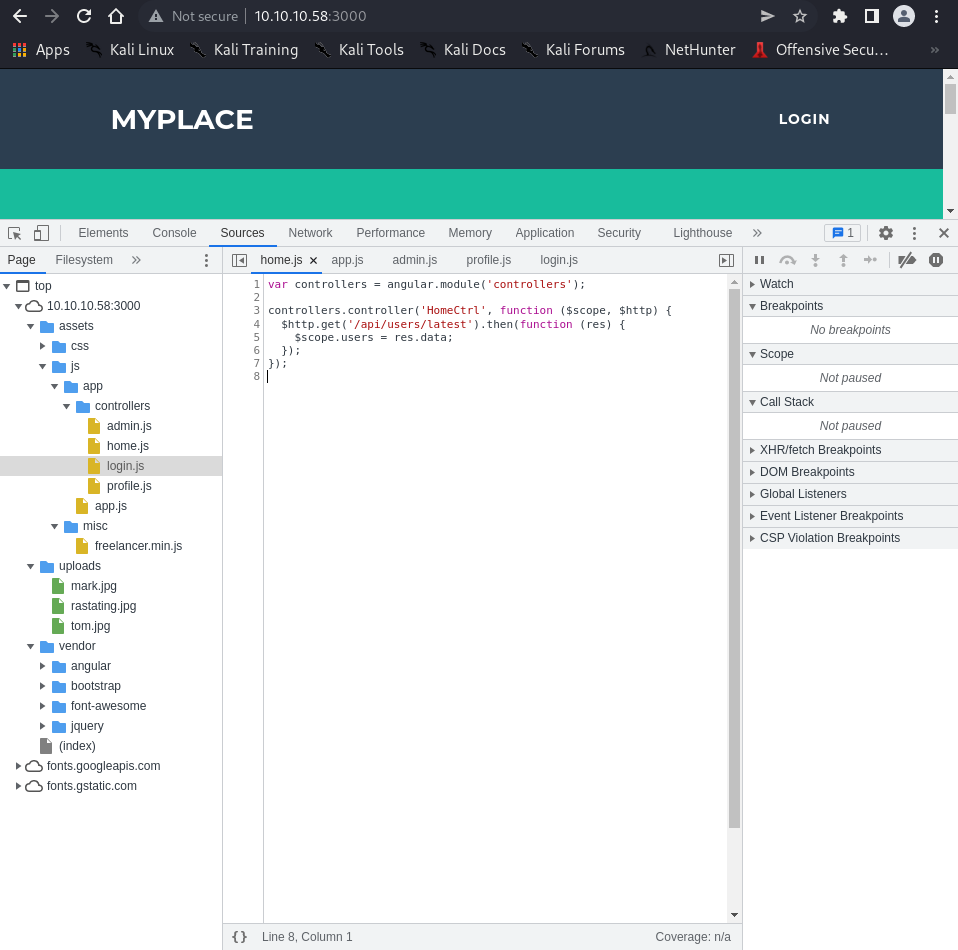 Not secure 10.10.10.58:3000
Apps Kali Linux Kali Training Kali Tools Kali Docs Kali Forums NetHunter Offensive Secu… »
MYPLACE
LOGIN
Elements Console Sources Network Performance Memory Application Security Lighthouse » 1
Page Filesystem »
home.js app.js admin.js profile.js login.js
top
10.10.10.58:3000
assets
css
js
app
controllers
admin.js
home.js
login.js
profile.js
app.js
misc
freelancer.min.js
uploads
mark.jpg
rastating.jpg
tom.jpg
vendor
angular
bootstrap
font-awesome
jquery
(index)
fonts.googleapis.com
fonts.gstatic.com
1 var controllers = angular.module('controllers');
2
3 controllers.controller('HomeCtrl', function ($scope, $http) {
4   $http.get('/api/users/latest').then(function (res) {
5     $scope.users = res.data;
6   });
7 });
8
{} Line 8, Column 1 Coverage: n/a
Watch
Breakpoints
No breakpoints
Scope
Not paused
Call Stack
Not paused
XHR/fetch Breakpoints
DOM Breakpoints
Global Listeners
Event Listener Breakpoints
CSP Violation Breakpoints